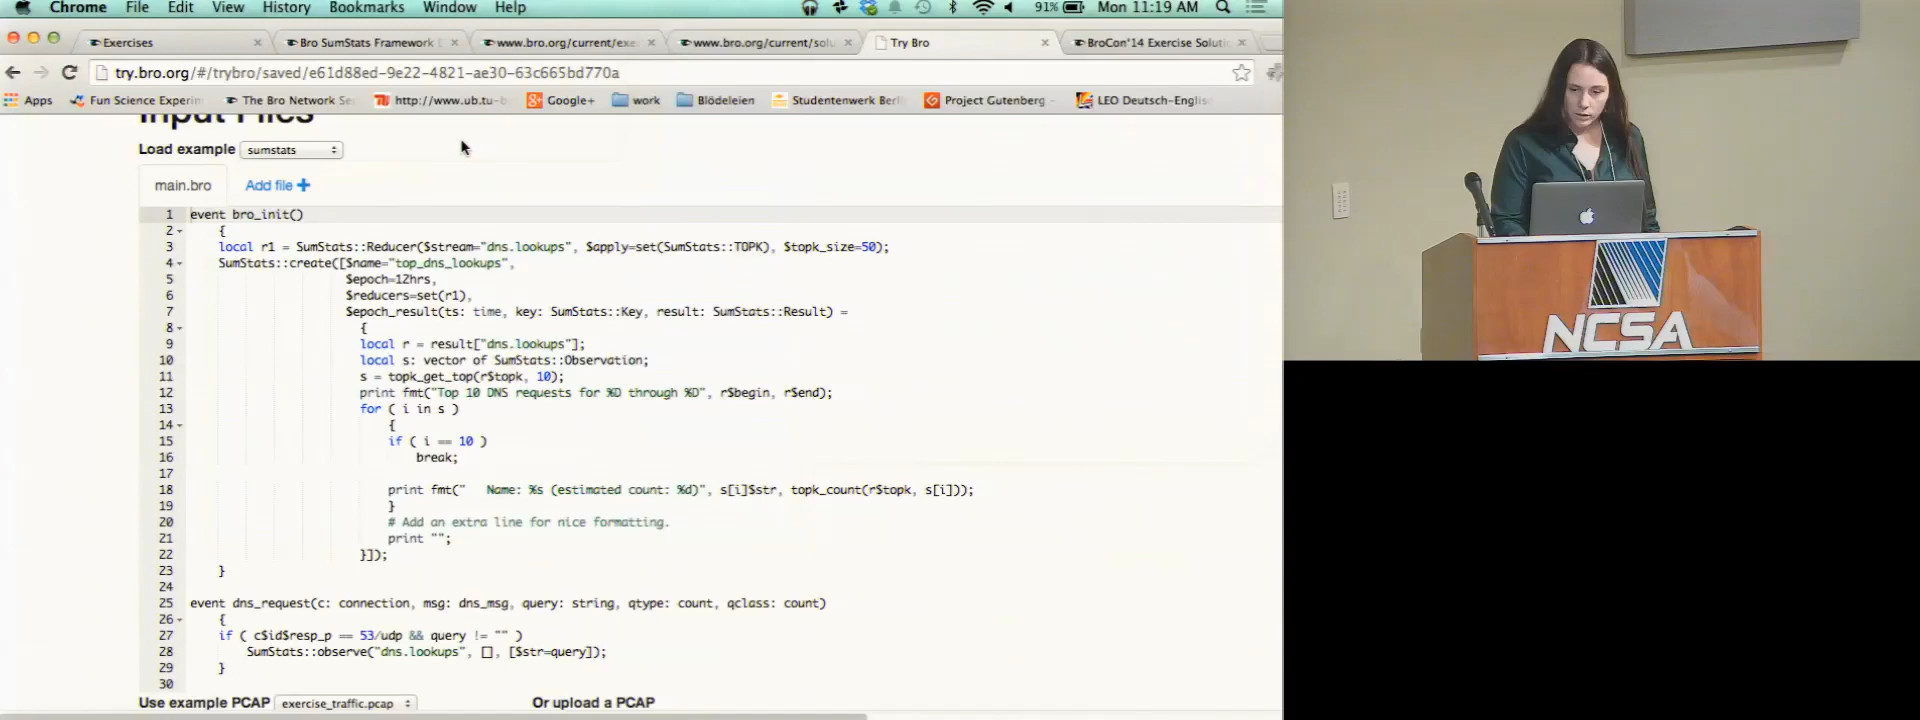 Chrome File Edit View History Bookmarks Window Help 91% Mon 11:19 AM
Exercises Bro SumStats Framework www.bro.org/current/exe www.bro.org/current/solu Try Bro BroCon'14 Exercise Soluti
try.bro.org/#/trybro/saved/e61d88ed-9e22-4821-ae30-63c665bd770a
Apps Fun Science Experin The Bro Network Se http://www.ub.tu-b Google+ work Blödeleien Studentenwerk Berl Project Gutenberg - LEO Deutsch-Englis
Input Files
Load example sumstats
main.bro Add file
1 event bro_init()
2 {
3 local r1 = SumStats::Reducer($stream="dns.lookups", $apply=set(SumStats::TOPK), $topk_size=50);
4 SumStats::create([$name="top_dns_lookups",
5 $epoch=12hrs,
6 $reducers=set(r1),
7 $epoch_result(ts: time, key: SumStats::Key, result: SumStats::Result) =
8 {
9 local r = result["dns.lookups"];
10 local s: vector of SumStats::Observation;
11 s = topk_get_top(r$topk, 10);
12 print fmt("Top 10 DNS requests for %D through %D", r$begin, r$end);
13 for ( i in s )
14 {
15 if ( i == 10 )
16 break;
17
18 print fmt(" Name: %s (estimated count: %d)", s[i]$str, topk_count(r$topk, s[i]));
19 }
20 # Add an extra line for nice formatting.
21 print "";
22 }]);
23 }
24
25 event dns_request(c: connection, msg: dns_msg, query: string, qtype: count, qclass: count)
26 {
27 if ( c$id$resp_p == 53/udp && query != "" )
28 SumStats::observe("dns.lookups", [], [$str=query]);
29 }
30
Use example PCAP exercise_traffic.pcap Or upload a PCAP
NCSA